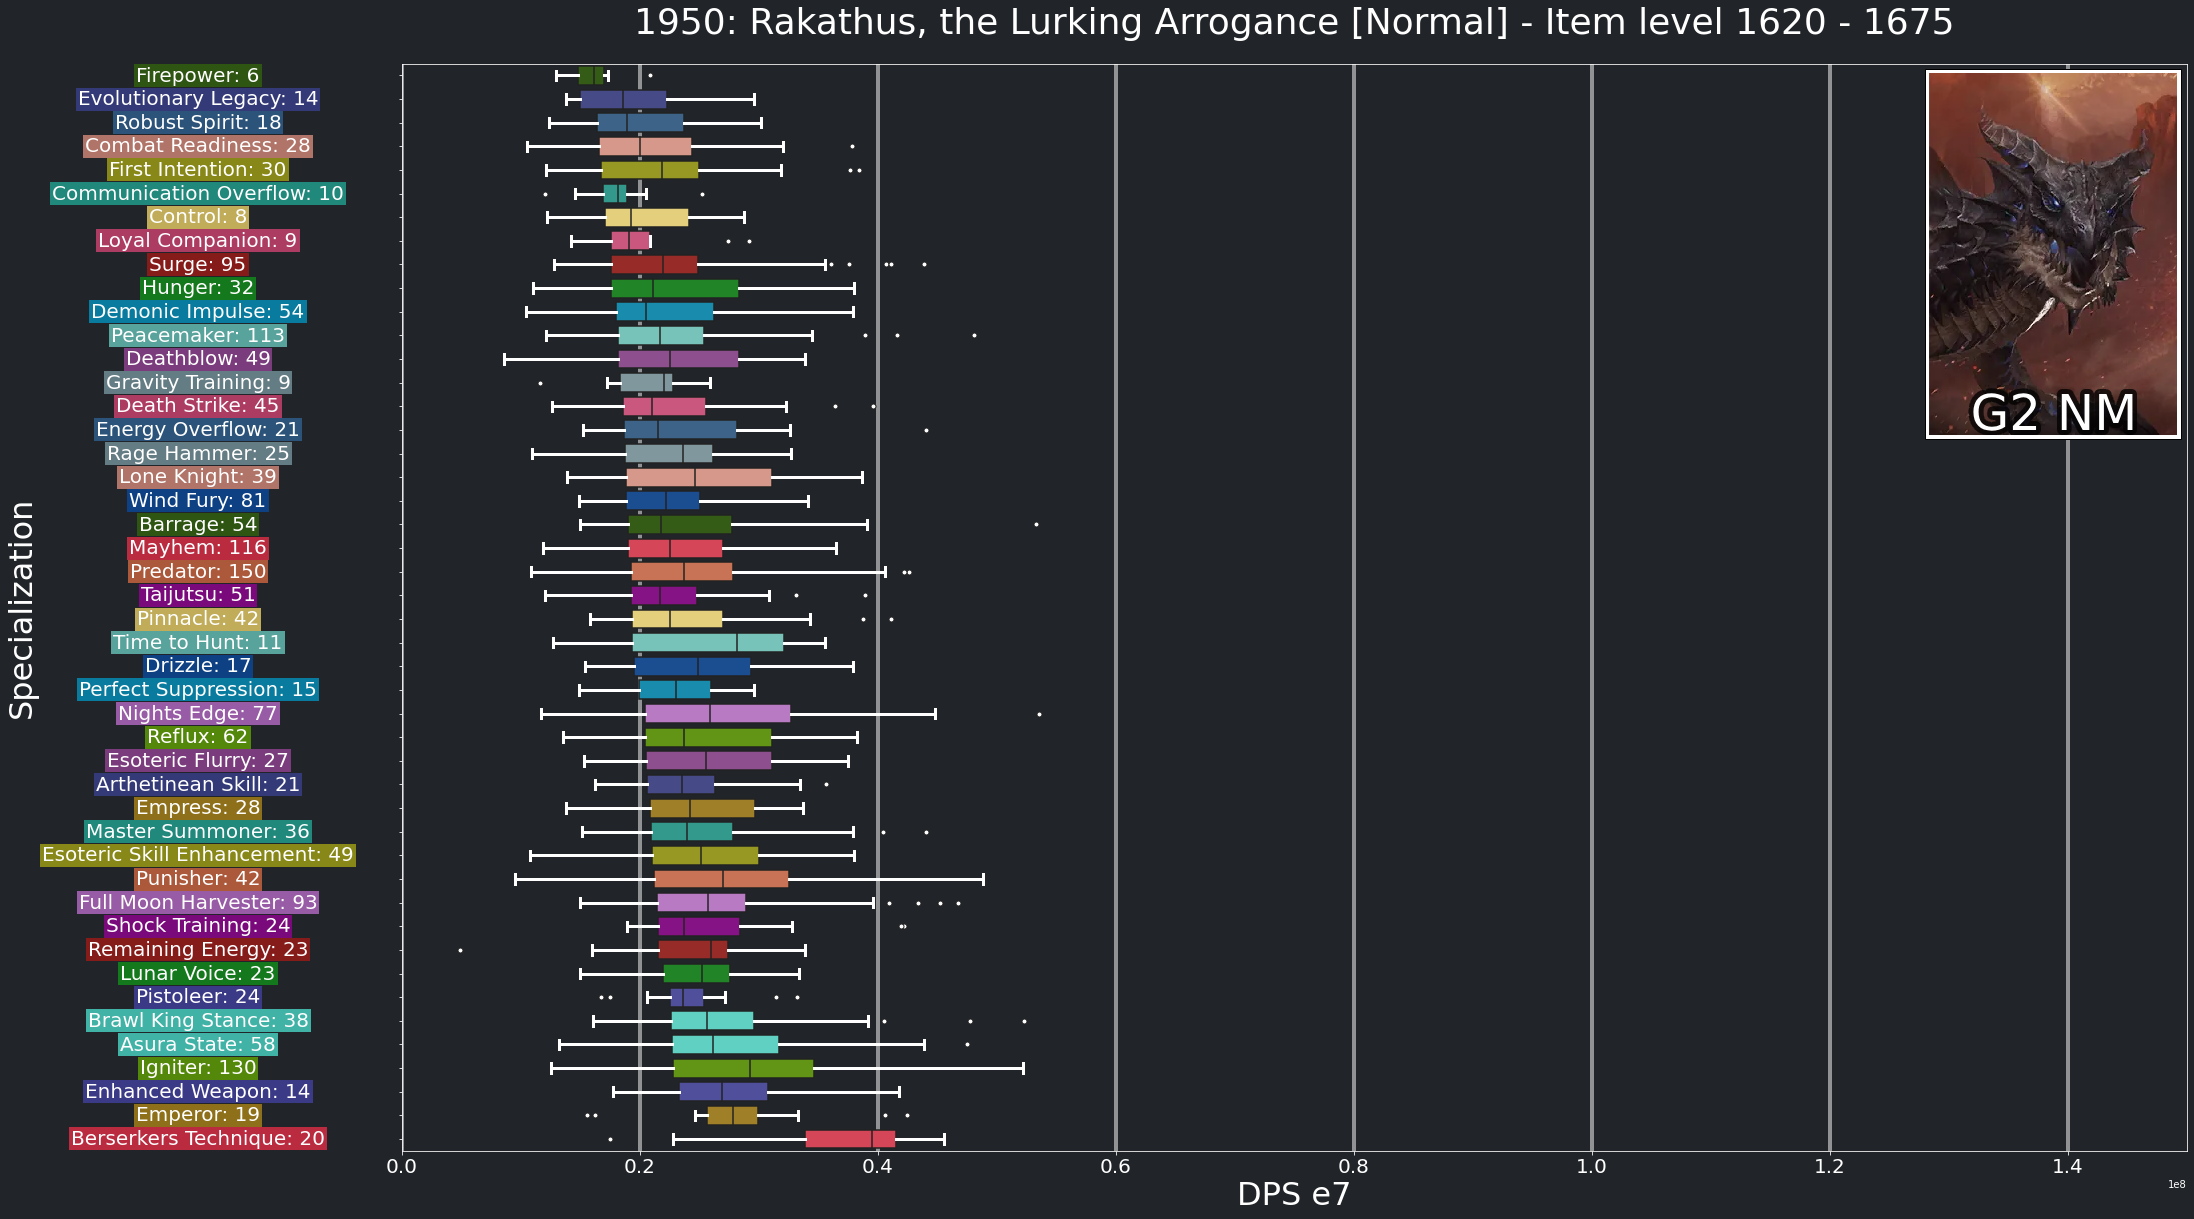 1950: Rakathus, the Lurking Arrogance [Normal] - Item level 1620 - 1675
Firepower: 6
Evolutionary Legacy: 14
Robust Spirit: 18
Combat Readiness: 28
First Intention: 30
Communication Overflow: 10
Control: 8
Loyal Companion: 9
Surge: 95
Hunger: 32
Demonic Impulse: 54
Peacemaker: 113
Deathblow: 49
Gravity Training: 9
Death Strike: 45
Energy Overflow: 21
Rage Hammer: 25
Lone Knight: 39
Wind Fury: 81
Barrage: 54
Mayhem: 116
Predator: 150
Taijutsu: 51
Pinnacle: 42
Time to Hunt: 11
Drizzle: 17
Perfect Suppression: 15
Nights Edge: 77
Reflux: 62
Esoteric Flurry: 27
Arthetinean Skill: 21
Empress: 28
Master Summoner: 36
Esoteric Skill Enhancement: 49
Punisher: 42
Full Moon Harvester: 93
Shock Training: 24
Remaining Energy: 23
Lunar Voice: 23
Pistoleer: 24
Brawl King Stance: 38
Asura State: 58
Igniter: 130
Enhanced Weapon: 14
Emperor: 19
Berserkers Technique: 20
Specialization
G2 NM
0.0 0.2 0.4 0.6 0.8 1.0 1.2 1.4
1e8
DPS e7